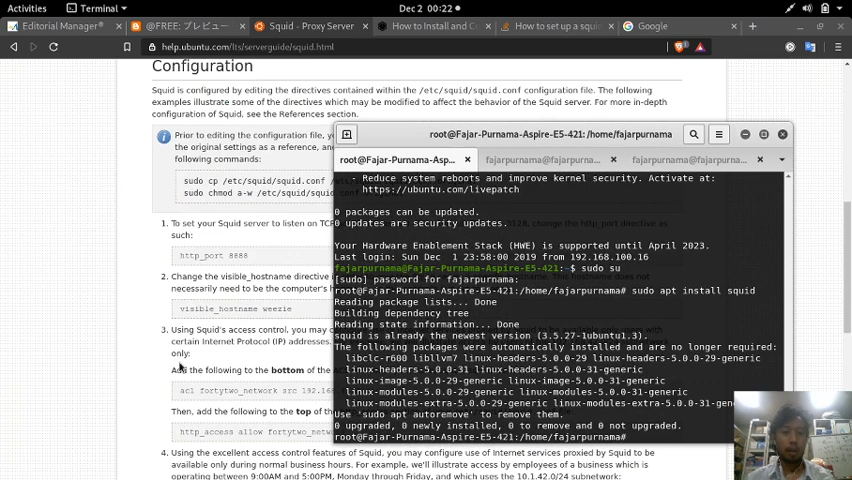 Activities
Terminal
Dec 2 00:22
Editorial Manager®
@FREE: プレビュー
Squid - Proxy Server
How to Install and C
How to set up a squi
Google
help.ubuntu.com/lts/serverguide/squid.html
Configuration
Squid is configured by editing the directives contained within the /etc/squid/squid.conf configuration file. The following
examples illustrate some of the directives which may be modified to affect the behavior of the Squid server. For more in-depth
configuration of Squid, see the References section.
Prior to editing the configuration file, y
the original settings as a reference, and
following commands:
sudo cp /etc/squid/squid.conf /
sudo chmod a-w /etc/squid/squid
1. To set your Squid server to listen on TC
3128, change the http_port directive as
such:
http_port 8888
2. Change the visible_hostname directive i
necessarily need to be the computer's h
visible_hostname weezie
3. Using Squid's access control, you may c
certain Internet Protocol (IP) addresses.
only:
Add the following to the bottom of the AC
acl fortytwo_network src 192.168
Then, add the following to the top of the
http_access allow fortytwo_netw
4. Using the excellent access control features of Squid, you may configure use of Internet services proxied by Squid to be
available only during normal business hours. For example, we'll illustrate access by employees of a business which is
operating between 9:00AM and 5:00PM, Monday through Friday, and which uses the 10.1.42.0/24 subnetwork:
root@Fajar-Purnama-Aspire-E5-421: /home/fajarpurnama
root@Fajar-Purnama-Asp...
fajarpurnama@fajarpurna...
fajarpurnama@fajarpurna...
- Reduce system reboots and improve kernel security. Activate at:
https://ubuntu.com/livepatch
0 packages can be updated.
0 updates are security updates.
Your Hardware Enablement Stack (HWE) is supported until April 2023.
Last login: Sun Dec  1 23:58:00 2019 from 192.168.100.16
fajarpurnama@Fajar-Purnama-Aspire-E5-421:~$ sudo su
[sudo] password for fajarpurnama:
root@Fajar-Purnama-Aspire-E5-421:/home/fajarpurnama# sudo apt install squid
Reading package lists... Done
Building dependency tree
Reading state information... Done
squid is already the newest version (3.5.27-1ubuntu1.3).
The following packages were automatically installed and are no longer required:
libclc-r600 libllvm7 linux-headers-5.0.0-29 linux-headers-5.0.0-29-generic
linux-headers-5.0.0-31 linux-headers-5.0.0-31-generic
linux-image-5.0.0-29-generic linux-image-5.0.0-31-generic
linux-modules-5.0.0-29-generic linux-modules-5.0.0-31-generic
linux-modules-extra-5.0.0-29-generic linux-modules-extra-5.0.0-31-gene
Use 'sudo apt autoremove' to remove them.
0 upgraded, 0 newly installed, 0 to remove and 0 not upgraded.
root@Fajar-Purnama-Aspire-E5-421:/home/fajarpurnama#